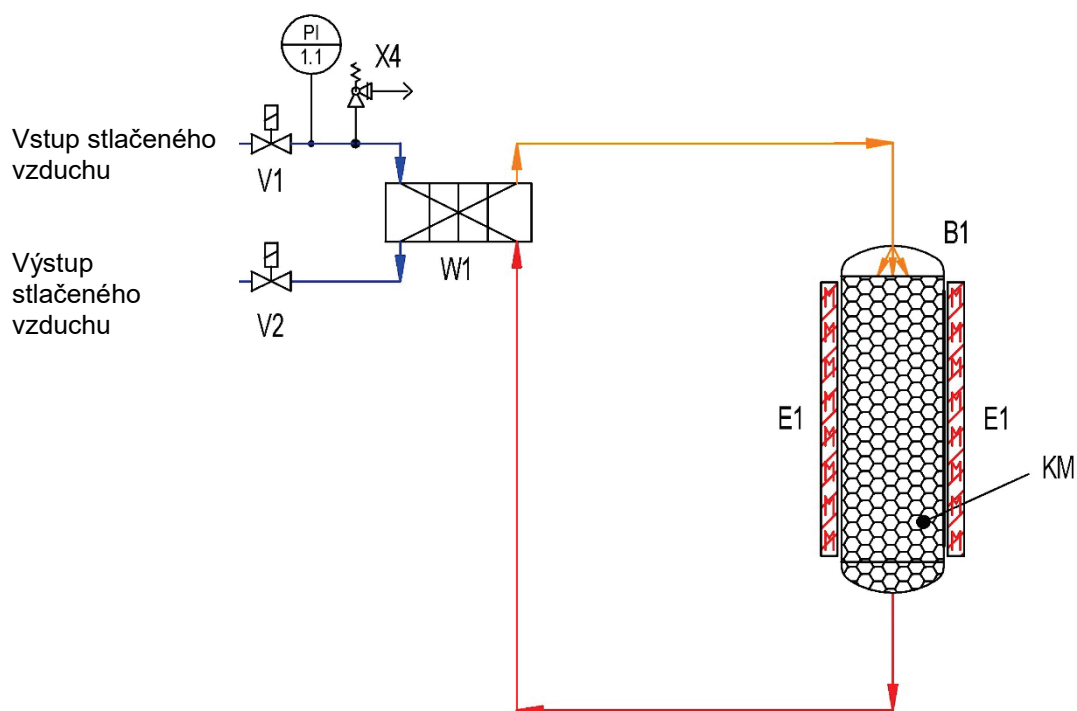 PI
1.1
X4
Vstup stlačeného
vzduchu
V1
W1
Výstup
stlačeného
vzduchu
V2
B1
E1
E1
KM